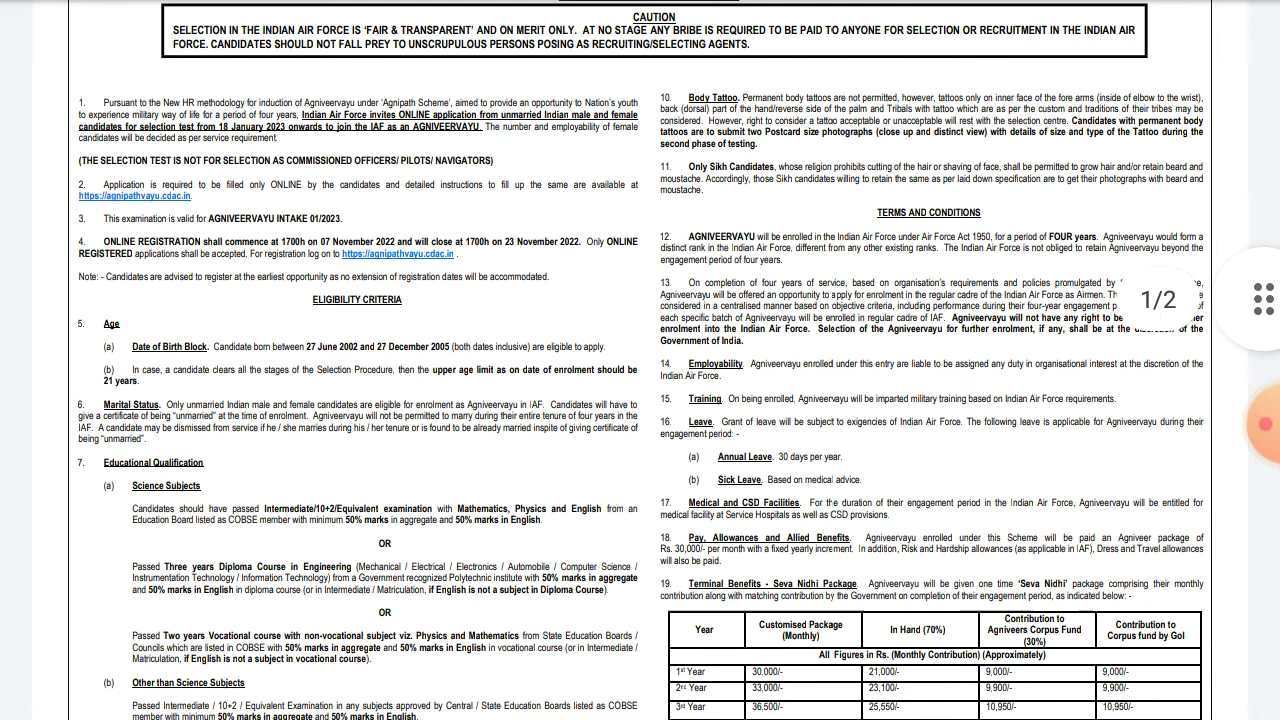 CAUTION
SELECTION IN THE INDIAN AIR FORCE IS ‘FAIR & TRANSPARENT’ AND ON MERIT ONLY. AT NO STAGE ANY BRIBE IS REQUIRED TO BE PAID TO ANYONE FOR SELECTION OR RECRUITMENT IN THE INDIAN AIR
FORCE. CANDIDATES SHOULD NOT FALL PREY TO UNSCRUPULOUS PERSONS POSING AS RECRUITING/SELECTING AGENTS.
1. Pursuant to the New HR methodology for induction of Agniveervayu under ‘Agnipath Scheme’, aimed to provide an opportunity to Nation’s youth
to experience military way of life for a period of four years, Indian Air Force invites ONLINE application from unmarried Indian male and female
candidates for selection test from 18 January 2023 onwards to join the IAF as an AGNIVEERVAYU. The number and employability of female
candidates will be decided as per service requirement.
(THE SELECTION TEST IS NOT FOR SELECTION AS COMMISSIONED OFFICERS/ PILOTS/ NAVIGATORS)
2. Application is required to be filled only ONLINE by the candidates and detailed instructions to fill up the same are available at
https://agnipathvayu.cdac.in.
3. This examination is valid for AGNIVEERVAYU INTAKE 01/2023.
4. ONLINE REGISTRATION shall commence at 1700h on 07 November 2022 and will close at 1700h on 23 November 2022. Only ONLINE
REGISTERED applications shall be accepted. For registration log on to https://agnipathvayu.cdac.in .
Note: - Candidates are advised to register at the earliest opportunity as no extension of registration dates will be accommodated.
ELIGIBILITY CRITERIA
5. Age
(a) Date of Birth Block. Candidate born between 27 June 2002 and 27 December 2005 (both dates inclusive) are eligible to apply.
(b) In case, a candidate clears all the stages of the Selection Procedure, then the upper age limit as on date of enrolment should be
21 years.
6. Marital Status. Only unmarried Indian male and female candidates are eligible for enrolment as Agniveervayu in IAF. Candidates will have to
give a certificate of being “unmarried” at the time of enrolment. Agniveervayu will not be permitted to marry during their entire tenure of four years in the
IAF. A candidate may be dismissed from service if he / she marries during his / her tenure or is found to be already married inspite of giving certificate of
being “unmarried”.
7. Educational Qualification
(a) Science Subjects
Candidates should have passed Intermediate/10+2/Equivalent examination with Mathematics, Physics and English from an
Education Board listed as COBSE member with minimum 50% marks in aggregate and 50% marks in English.
OR
Passed Three years Diploma Course in Engineering (Mechanical / Electrical / Electronics / Automobile / Computer Science /
Instrumentation Technology / Information Technology) from a Government recognized Polytechnic institute with 50% marks in aggregate
and 50% marks in English in diploma course (or in Intermediate / Matriculation, if English is not a subject in Diploma Course).
OR
Passed Two years Vocational course with non-vocational subject viz. Physics and Mathematics from State Education Boards /
Councils which are listed in COBSE with 50% marks in aggregate and 50% marks in English in vocational course (or in Intermediate /
Matriculation, if English is not a subject in vocational course).
(b) Other than Science Subjects
Passed Intermediate / 10+2 / Equivalent Examination in any subjects approved by Central / State Education Boards listed as COBSE
member with minimum 50% marks in aggregate and 50% marks in English.
10. Body Tattoo. Permanent body tattoos are not permitted, however, tattoos only on inner face of the fore arms (inside of elbow to the wrist),
back (dorsal) part of the hand/reverse side of the palm and Tribals with tattoo which are as per the custom and traditions of their tribes may be
considered. However, right to consider a tattoo acceptable or unacceptable will rest with the selection centre. Candidates with permanent body
tattoos are to submit two Postcard size photographs (close up and distinct view) with details of size and type of the Tattoo during the
second phase of testing.
11. Only Sikh Candidates, whose religion prohibits cutting of the hair or shaving of face, shall be permitted to grow hair and/or retain beard and
moustache. Accordingly, those Sikh candidates willing to retain the same as per laid down specification are to get their photographs with beard and
moustache.
TERMS AND CONDITIONS
12. AGNIVEERVAYU will be enrolled in the Indian Air Force under Air Force Act 1950, for a period of FOUR years. Agniveervayu would form a
distinct rank in the Indian Air Force, different from any other existing ranks. The Indian Air Force is not obliged to retain Agniveervayu beyond the
engagement period of four years.
13. On completion of four years of service, based on organisation’s requirements and policies promulgated by
Agniveervayu will be offered an opportunity to apply for enrolment in the regular cadre of the Indian Air Force as Airmen.
considered in a centralised manner based on objective criteria, including performance during their four-year engagement of
each specific batch of Agniveervayu will be enrolled in regular cadre of IAF. Agniveervayu will not have any right to be
enrolment into the Indian Air Force. Selection of the Agniveervayu for further enrolment, if any, shall be at the discretion of the
Government of India.
1/2
14. Employability. Agniveervayu enrolled under this entry are liable to be assigned any duty in organisational interest at the discretion of the
Indian Air Force.
15. Training. On being enrolled, Agniveervayu will be imparted military training based on Indian Air Force requirements.
16. Leave. Grant of leave will be subject to exigencies of Indian Air Force. The following leave is applicable for Agniveervayu during their
engagement period: -
(a) Annual Leave. 30 days per year.
(b) Sick Leave. Based on medical advice.
17. Medical and CSD Facilities. For the duration of their engagement period in the Indian Air Force, Agniveervayu will be entitled for
medical facility at Service Hospitals as well as CSD provisions.
18. Pay, Allowances and Allied Benefits. Agniveervayu enrolled under this Scheme will be paid an Agniveer package of
Rs. 30,000/- per month with a fixed yearly increment. In addition, Risk and Hardship allowances (as applicable in IAF), Dress and Travel allowances
will also be paid.
19. Terminal Benefits - Seva Nidhi Package. Agniveervayu will be given one time ‘Seva Nidhi’ package comprising their monthly
contribution along with matching contribution by the Government on completion of their engagement period, as indicated below: -
Year Customised Package (Monthly) In Hand (70%) Contribution to Agniveers Corpus Fund (30%) Contribution to Corpus fund by GoI
All Figures in Rs. (Monthly Contribution) (Approximately)
1st Year 30,000/- 21,000/- 9,000/- 9,000/-
2nd Year 33,000/- 23,100/- 9,900/- 9,900/-
3rd Year 36,500/- 25,550/- 10,950/- 10,950/-